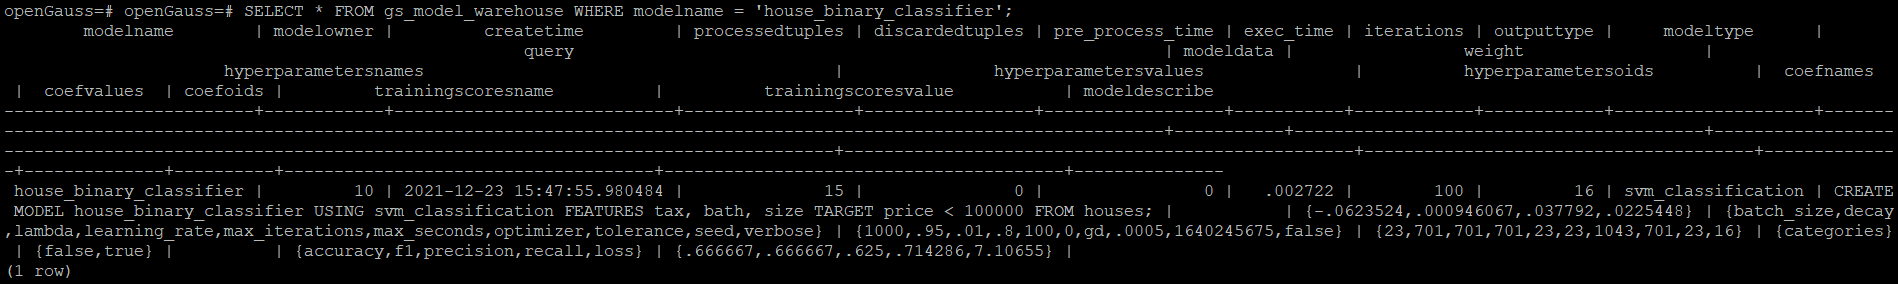 openGauss=# openGauss=# SELECT * FROM gs_model_warehouse WHERE modelname = 'house_binary_classifier';
        modelname        | modelowner |         createtime         | processedtuples | discardedtuples | pre_process_time | exec_time | iterations | outputtype |     modeltype      |
                                                    query                                                            | modeldata |                 weight                  |
                      hyperparametersnames                                         |               hyperparametersvalues               |          hyperparametersoids          |   coefnames
 |  coefvalues  | coefoids |         trainingscoresname          |          trainingscoresvalue           | modeldescribe
-------------------------+------------+----------------------------+-----------------+-----------------+------------------+-----------+------------+------------+--------------------+-------
---------------------------------------------------------------------------------------------------------------------+-----------+-----------------------------------------+------------------
-----------------------------------------------------------------------------------+---------------------------------------------------+---------------------------------------+-------------
-+--------------+----------+-------------------------------------+----------------------------------------+---------------
 house_binary_classifier |         10 | 2021-12-23 15:47:55.980484 |              15 |               0 |                0 |   .002722 |        100 |         16 | svm_classification | CREATE
 MODEL house_binary_classifier USING svm_classification FEATURES tax, bath, size TARGET price < 100000 FROM houses; |           | {-.0623524,.000946067,.037792,.0225448} | {batch_size,decay
,lambda,learning_rate,max_iterations,max_seconds,optimizer,tolerance,seed,verbose} | {1000,.95,.01,.8,100,0,gd,.0005,1640245675,false} | {23,701,701,701,23,23,1043,701,23,16} | {categories}
 | {false,true} |          | {accuracy,f1,precision,recall,loss} | {.666667,.666667,.625,.714286,7.10655} |
(1 row)